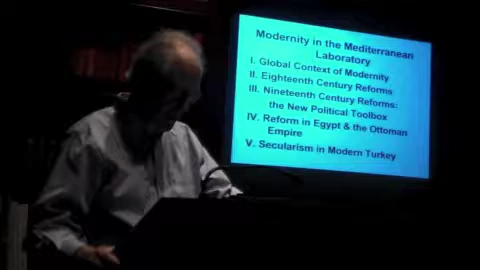 Modernity in the Mediterranean
Laboratory
I. Global Context of Modernity
II. Eighteenth Century Reforms
III. Nineteenth Century Reforms:
the New Political Toolbox
IV. Reform in Egypt & the Ottoman
Empire
V. Secularism in Modern Turkey